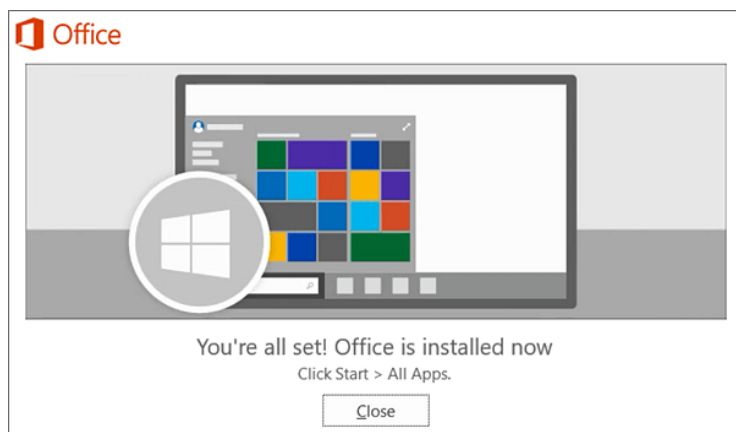 Office
You're all set! Office is installed now
Click Start > All Apps.
Close